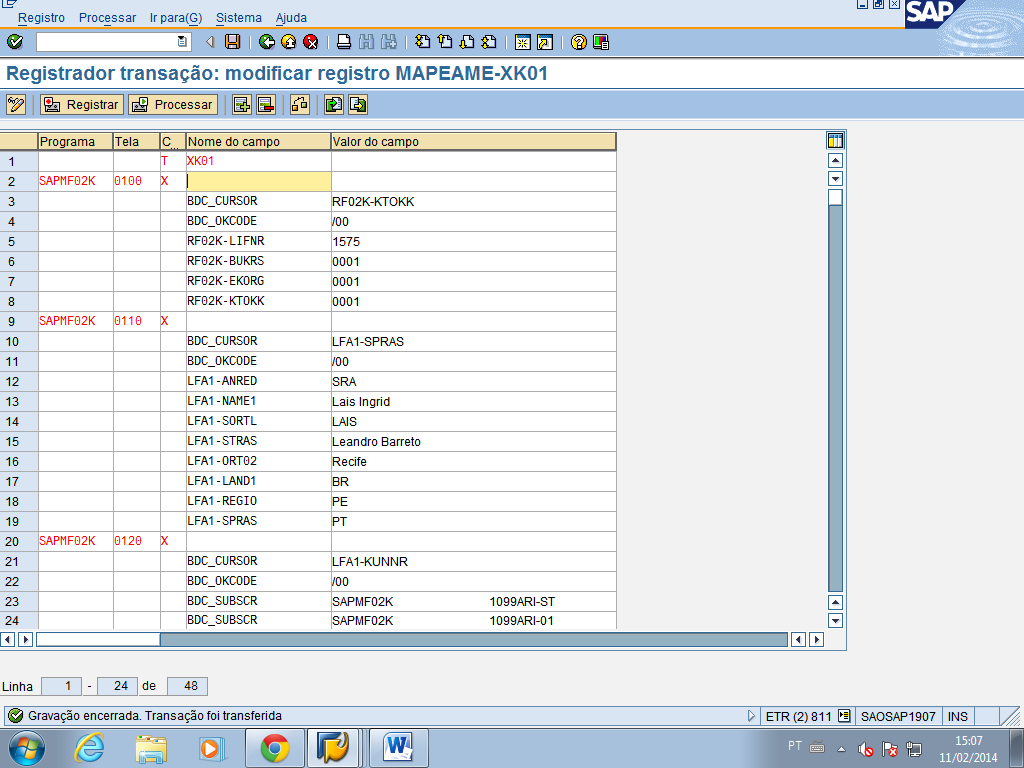 Registro Processar Ir para(G) Sistema Ajuda
SAP
Registrador transação: modificar registro MAPEAME-XK01
Registrar Processar
Programa Tela C... Nome do campo Valor do campo
1 T XK01
2 SAPMF02K 0100 X
3 BDC_CURSOR RF02K-KTOKK
4 BDC_OKCODE /00
5 RF02K-LIFNR 1575
6 RF02K-BUKRS 0001
7 RF02K-EKORG 0001
8 RF02K-KTOKK 0001
9 SAPMF02K 0110 X
10 BDC_CURSOR LFA1-SPRAS
11 BDC_OKCODE /00
12 LFA1-ANRED SRA
13 LFA1-NAME1 Lais Ingrid
14 LFA1-SORTL LAIS
15 LFA1-STRAS Leandro Barreto
16 LFA1-ORT02 Recife
17 LFA1-LAND1 BR
18 LFA1-REGIO PE
19 LFA1-SPRAS PT
20 SAPMF02K 0120 X
21 BDC_CURSOR LFA1-KUNNR
22 BDC_OKCODE /00
23 BDC_SUBSCR SAPMF02K 1099ARI-ST
24 BDC_SUBSCR SAPMF02K 1099ARI-01
Linha 1 - 24 de 48
Gravação encerrada. Transação foi transferida ETR (2) 811 SAOSAP1907 INS
PT 15:07
11/02/2014